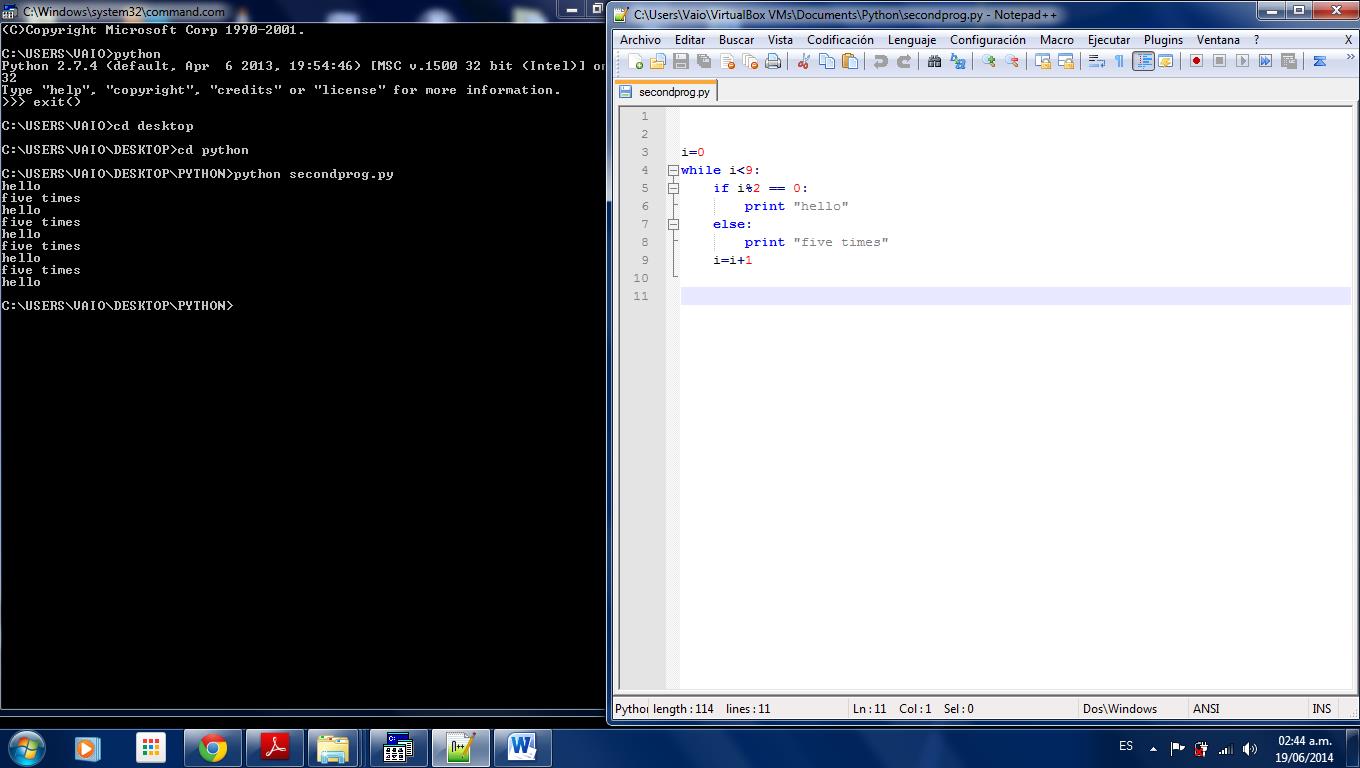 C:\Windows\system32\command.com
(C)Copyright Microsoft Corp 1990-2001.
C:\USERS\VAIO>python
Python 2.7.4 (default, Apr  6 2013, 19:54:46) [MSC v.1500 32 bit (Intel)] on
32
Type "help", "copyright", "credits" or "license" for more information.
>>> exit()
C:\USERS\VAIO>cd desktop
C:\USERS\VAIO\DESKTOP>cd python
C:\USERS\VAIO\DESKTOP\PYTHON>python secondprog.py
hello
five times
hello
five times
hello
five times
hello
five times
hello
C:\USERS\VAIO\DESKTOP\PYTHON>
C:\Users\Vaio\VirtualBox VMs\Documents\Python\secondprog.py - Notepad++
Archivo Editar Buscar Vista Codificación Lenguaje Configuración Macro Ejecutar Plugins Ventana ? X
secondprog.py
1
2
3 i=0
4 while i<9:
5     if i%2 == 0:
6         print "hello"
7     else:
8         print "five times"
9     i=i+1
10
11
Python length : 114 lines : 11 Ln : 11 Col : 1 Sel : 0 Dos\Windows ANSI INS
ES
02:44 a.m.
19/06/2014